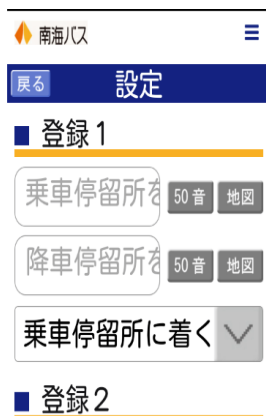 南海バス
戻る 設定
■ 登録1
乗車停留所を 50音 地図
降車停留所を 50音 地図
乗車停留所に着く
■ 登録2